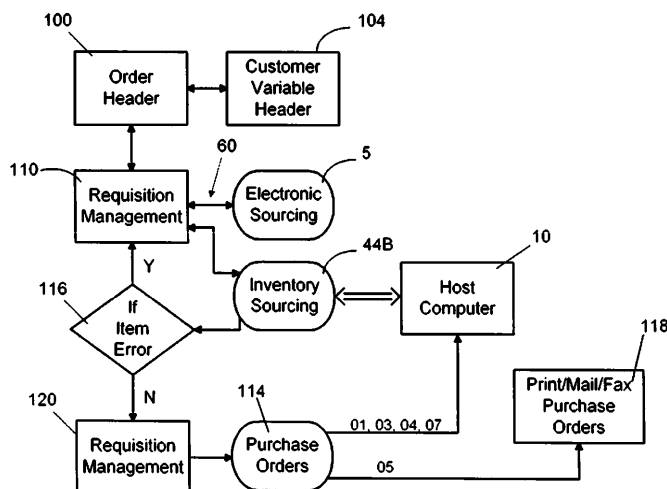 100
104
Order
Header
Customer
Variable
Header
110
60
5
Requisition
Management
Electronic
Sourcing
44B
10
Y
116
If
Item
Error
Inventory
Sourcing
Host
Computer
118
N
120
114
Print/Mail/Fax
Purchase
Orders
Requisition
Management
Purchase
Orders
01, 03, 04, 07
05